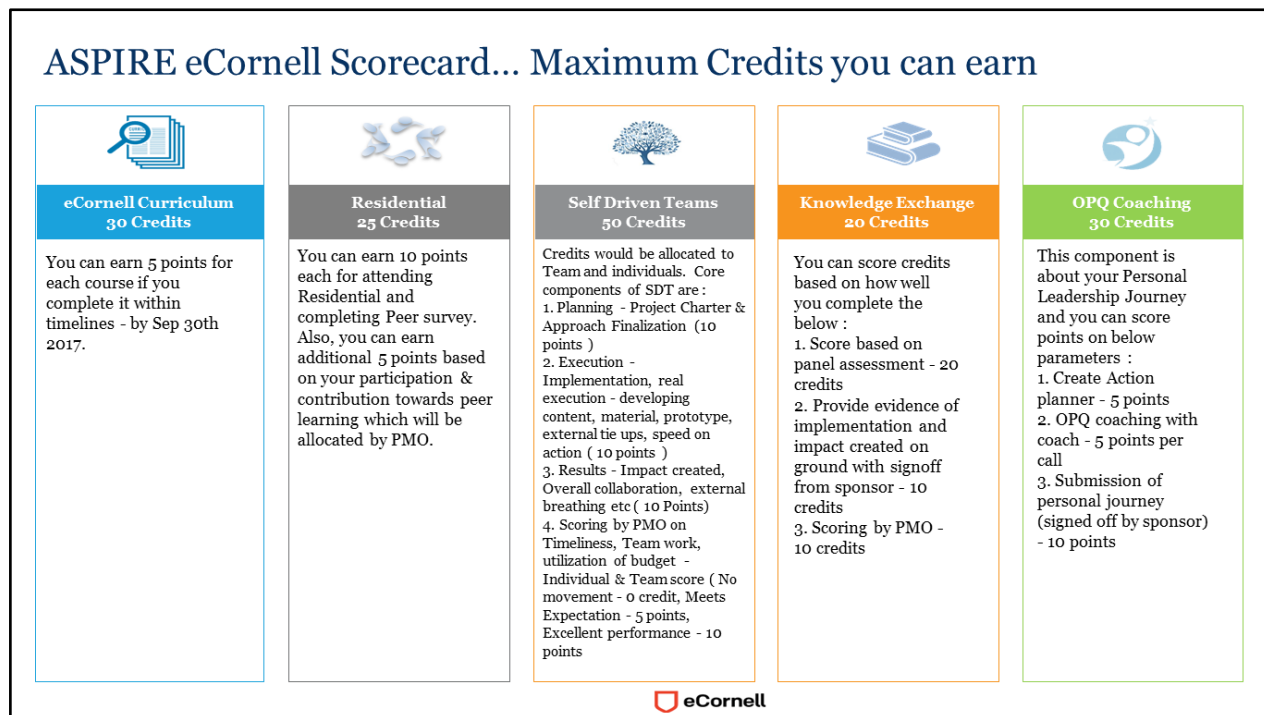 ASPIRE eCornell Scorecard... Maximum Credits you can earn
eCornell Curriculum
30 Credits
You can earn 5 points for
each course if you
complete it within
timelines - by Sep 30th
2017.
Residential
25 Credits
You can earn 10 points
each for attending
Residential and
completing Peer survey.
Also, you can earn
additional 5 points based
on your participation &
contribution towards peer
learning which will be
allocated by PMO.
Self Driven Teams
50 Credits
Credits would be allocated to
Team and individuals. Core
components of SDT are :
1. Planning - Project Charter &
Approach Finalization (10
points )
2. Execution -
Implementation, real
execution - developing
content, material, prototype,
external tie ups, speed on
action ( 10 points )
3. Results - Impact created,
Overall collaboration, external
breathing etc ( 10 Points)
4. Scoring by PMO on
Timeliness, Team work,
utilization of budget -
Individual & Team score ( No
movement - 0 credit, Meets
Expectation - 5 points,
Excellent performance - 10
points
Knowledge Exchange
20 Credits
You can score credits
based on how well
you complete the
below :
1. Score based on
panel assessment - 20
credits
2. Provide evidence of
implementation and
impact created on
ground with signoff
from sponsor - 10
credits
3. Scoring by PMO -
10 credits
OPQ Coaching
30 Credits
This component is
about your Personal
Leadership Journey
and you can score
points on below
parameters :
1. Create Action
planner - 5 points
2. OPQ coaching with
coach - 5 points per
call
3. Submission of
personal journey
(signed off by sponsor)
- 10 points
eCornell